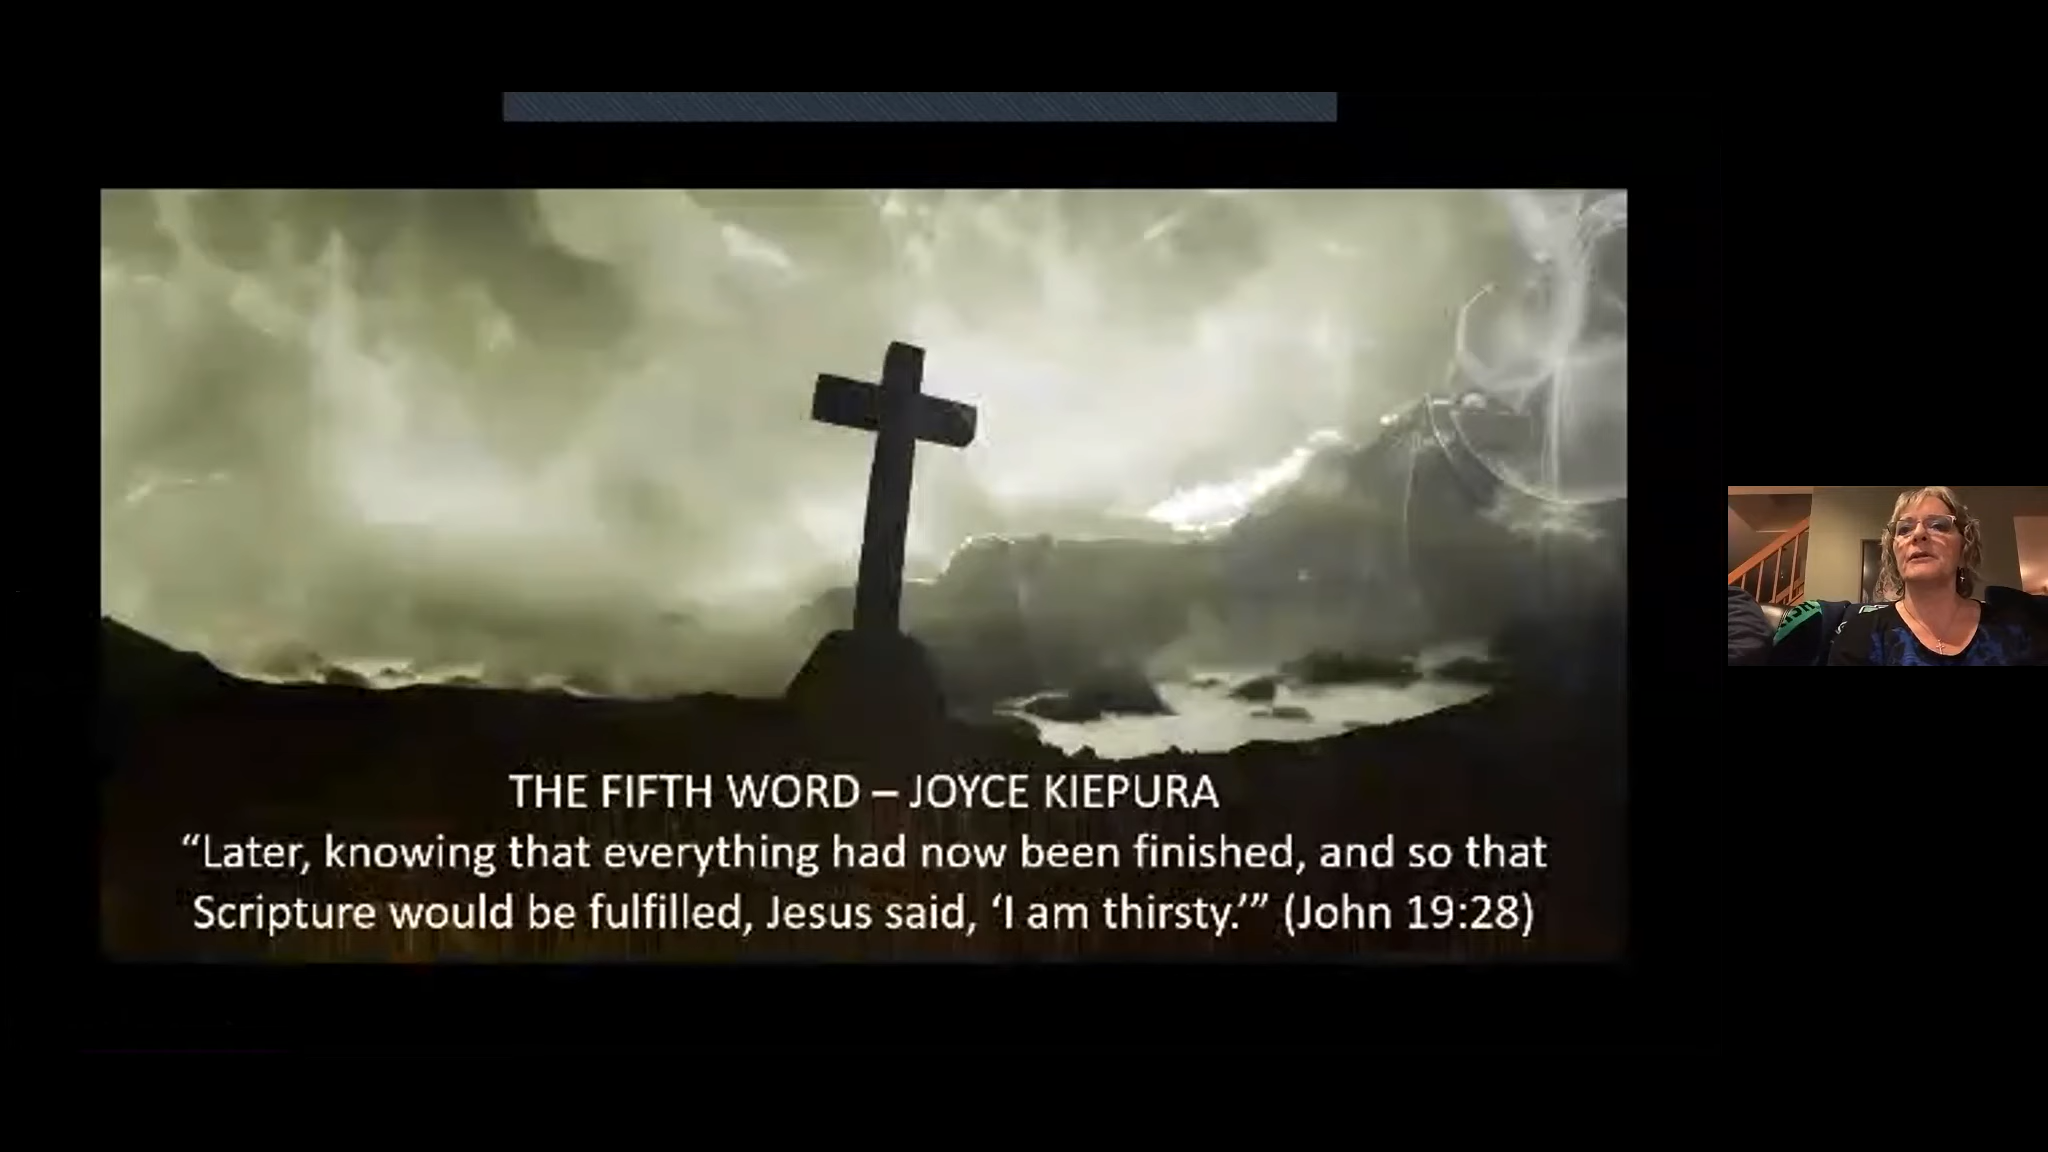 THE FIFTH WORD – JOYCE KIEPURA
“Later, knowing that everything had now been finished, and so that
Scripture would be fulfilled, Jesus said, ‘I am thirsty.’” (John 19:28)